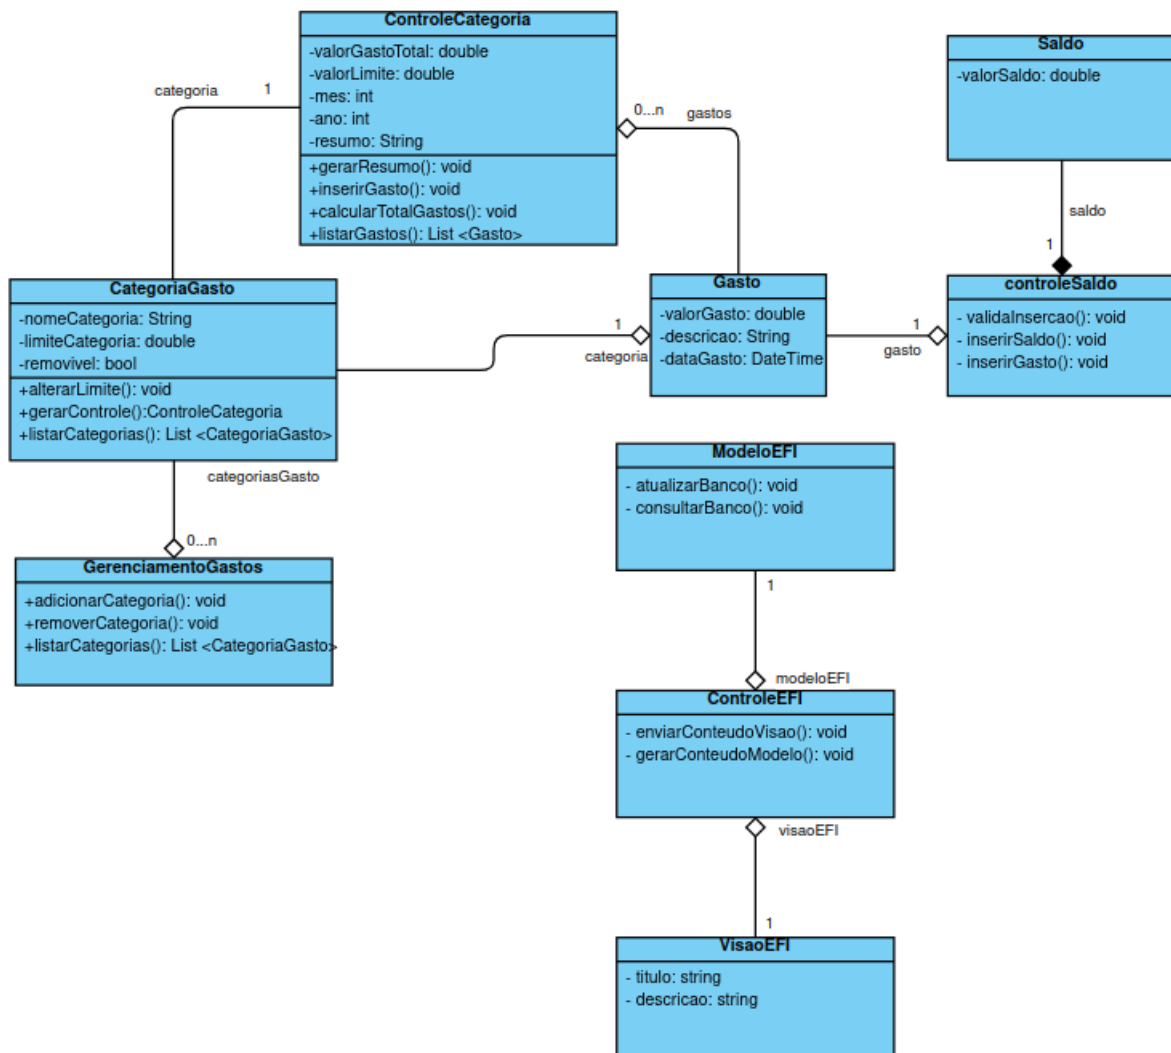 ControleCategoria
-valorGastoTotal: double
-valorLimite: double
-mes: int
-ano: int
-resumo: String
+gerarResumo(): void
+inserirGasto(): void
+calcularTotalGastos(): void
+listarGastos(): List <Gasto>
categoria
1
0...n
gastos
Saldo
-valorSaldo: double
saldo
1
CategoriaGasto
-nomeCategoria: String
-limiteCategoria: double
-removivel: bool
+alterarLimite(): void
+gerarControle():ControleCategoria
+listarCategorias(): List <CategoriaGasto>
1
categoria
Gasto
-valorGasto: double
-descricao: String
-dataGasto: DateTime
1
gasto
controleSaldo
- validaInsercao(): void
- inserirSaldo(): void
- inserirGasto(): void
categoriasGasto
0...n
GerenciamentoGastos
+adicionarCategoria(): void
+removerCategoria(): void
+listarCategorias(): List <CategoriaGasto>
ModeloEFI
- atualizarBanco(): void
- consultarBanco(): void
1
modeloEFI
ControleEFI
- enviarConteudoVisao(): void
- gerarConteudoModelo(): void
visaoEFI
1
VisaoEFI
- titulo: string
- descricao: string